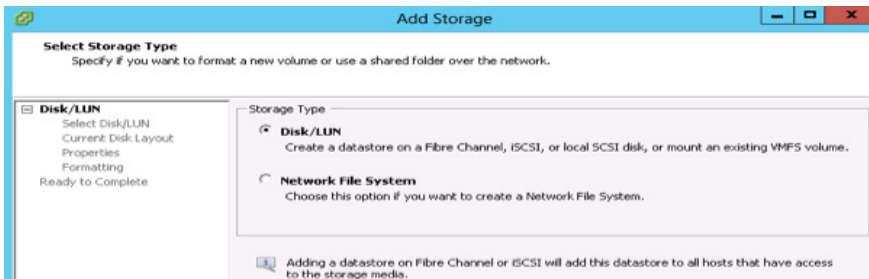 Add Storage
Select Storage Type
Specify if you want to format a new volume or use a shared folder over the network.
Disk/LUN
Select Disk/LUN
Current Disk Layout
Properties
Formatting
Ready to Complete
Storage Type
Disk/LUN
Create a datastore on a Fibre Channel, iSCSI, or local SCSI disk, or mount an existing VMFS volume.
Network File System
Choose this option if you want to create a Network File System.
Adding a datastore on Fibre Channel or iSCSI will add this datastore to all hosts that have access
to the storage media.